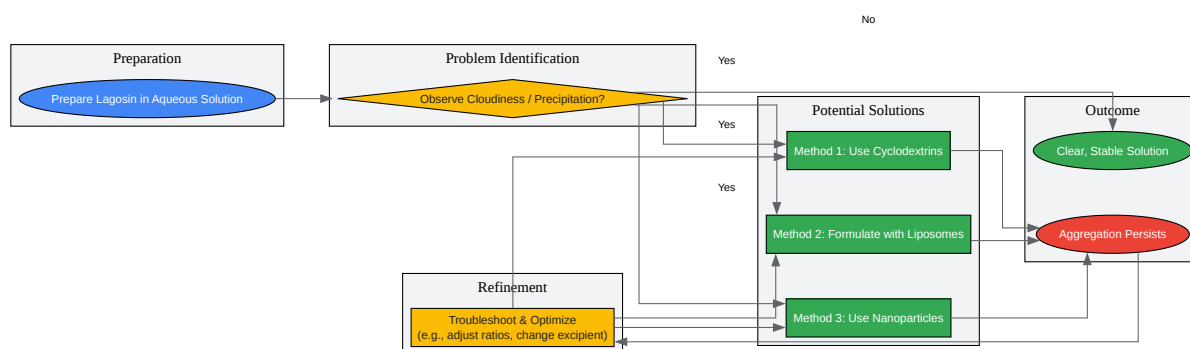 No
Preparation
Problem Identification
Yes
Prepare Lagosin in Aqueous Solution
Observe Cloudiness / Precipitation?
Potential Solutions
Outcome
Yes
Method 1: Use Cyclodextrins
Clear, Stable Solution
Yes
Method 2: Formulate with Liposomes
Aggregation Persists
Refinement
Troubleshoot & Optimize
(e.g., adjust ratios, change excipient)
Method 3: Use Nanoparticles